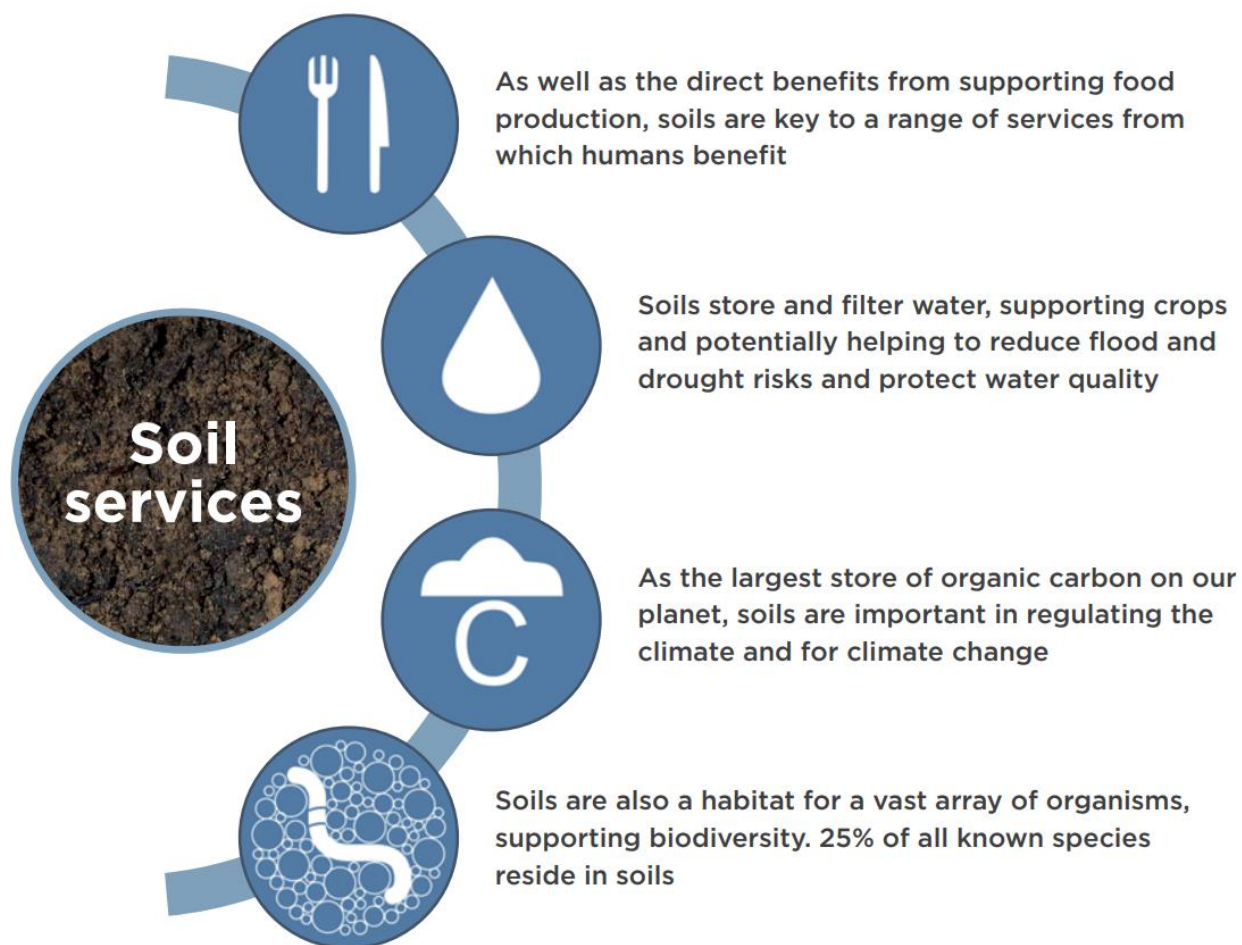 As well as the direct benefits from supporting food
production, soils are key to a range of services from
which humans benefit
Soils store and filter water, supporting crops
and potentially helping to reduce flood and
drought risks and protect water quality
Soil
services
C
As the largest store of organic carbon on our
planet, soils are important in regulating the
climate and for climate change
Soils are also a habitat for a vast array of organisms,
supporting biodiversity. 25% of all known species
reside in soils